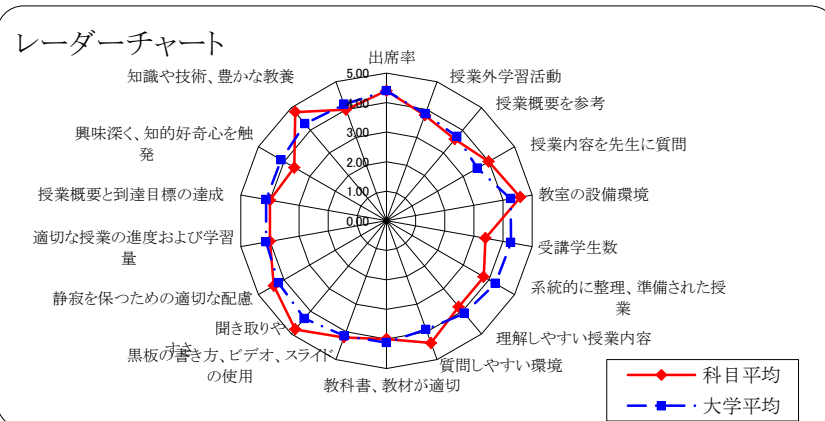 レーダーチャート
出席率
授業外学習活動
授業概要を参考
授業内容を先生に質問
教室の設備環境
受講学生数
系統的に整理、準備された授
業
理解しやすい授業内容
質問しやすい環境
教科書、教材が適切
黒板の書き方、ビデオ、スライド
の使用
聞き取りや
すさ
静寂を保つための適切な配慮
適切な授業の進度および学習
量
授業概要と到達目標の達成
興味深く、知的好奇心を触
発
知識や技術、豊かな教養
5.00
4.00
3.00
2.00
1.00
0.00
科目平均
大学平均